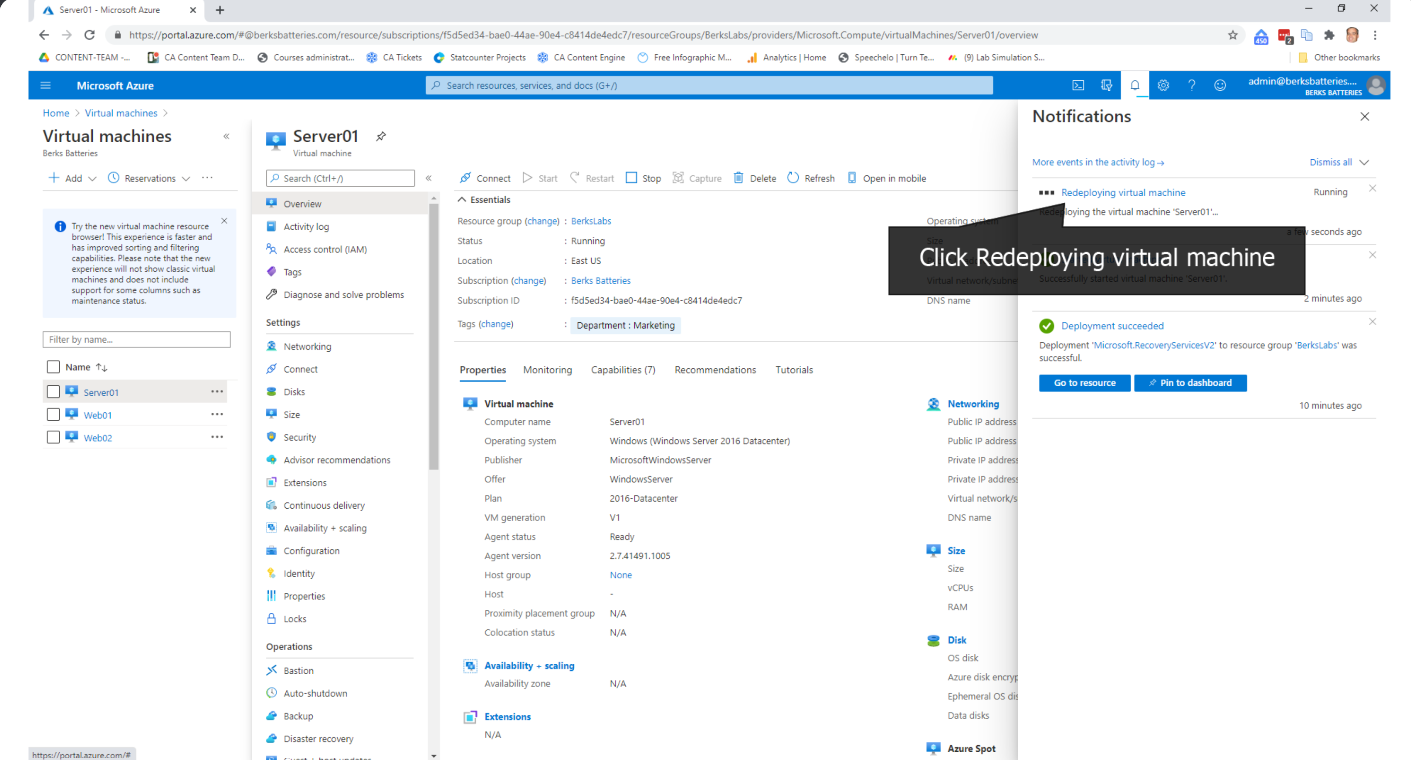 Server01 - Microsoft Azure
https://portal.azure.com/#@berksbatteries.com/resource/subscriptions/f5d5ed34-bae0-44ae-90e4-c8414de4edc7/resourceGroups/BerksLabs/providers/Microsoft.Compute/virtualMachines/Server01/overview
450
2
CONTENT-TEAM -...
CA Content Team D...
Courses administrat...
CA Tickets
Statcounter Projects
CA Content Engine
Free Infographic M...
Analytics | Home
Speechelo | Turn Te...
(9) Lab Simulation S...
Other bookmarks
Microsoft Azure
Search resources, services, and docs (G+/)
admin@berksbatteries....
BERKS BATTERIES
Home > Virtual machines >
Virtual machines
Berks Batteries
Add
Reservations
Try the new virtual machine resource
browser! This experience is faster and
has improved sorting and filtering
capabilities. Please note that the new
experience will not show classic virtual
machines and does not include
support for some columns such as
maintenance status.
Filter by name...
Name ↑↓
Server01
Web01
Web02
Server01
Virtual machine
Search (Ctrl+/)
Overview
Activity log
Access control (IAM)
Tags
Diagnose and solve problems
Settings
Networking
Connect
Disks
Size
Security
Advisor recommendations
Extensions
Continuous delivery
Availability + scaling
Configuration
Identity
Properties
Locks
Operations
Bastion
Auto-shutdown
Backup
Disaster recovery
Guest + host updates
Connect
Start
Restart
Stop
Capture
Delete
Refresh
Open in mobile
Essentials
Resource group (change) : BerksLabs
Status : Running
Location : East US
Subscription (change) : Berks Batteries
Subscription ID : f5d5ed34-bae0-44ae-90e4-c8414de4edc7
Tags (change) : Department : Marketing
Operating system
Size
Virtual network/subnet
DNS name
Properties
Monitoring
Capabilities (7)
Recommendations
Tutorials
Virtual machine
Computer name Server01
Operating system Windows (Windows Server 2016 Datacenter)
Publisher MicrosoftWindowsServer
Offer WindowsServer
Plan 2016-Datacenter
VM generation V1
Agent status Ready
Agent version 2.7.41491.1005
Host group None
Host -
Proximity placement group N/A
Colocation status N/A
Availability + scaling
Availability zone N/A
Extensions
N/A
Networking
Public IP address
Public IP address
Private IP address
Private IP address
Virtual network/s
DNS name
Size
Size
vCPUs
RAM
Disk
OS disk
Azure disk encryp
Ephemeral OS dis
Data disks
Azure Spot
Notifications
More events in the activity log →
Dismiss all
Redeploying virtual machine
Running
Redeploying the virtual machine 'Server01'...
a few seconds ago
Click Redeploying virtual machine
Successfully started virtual machine 'Server01'.
2 minutes ago
Deployment succeeded
Deployment 'Microsoft.RecoveryServicesV2' to resource group 'BerksLabs' was
successful.
Go to resource
Pin to dashboard
10 minutes ago
https://portal.azure.com/#